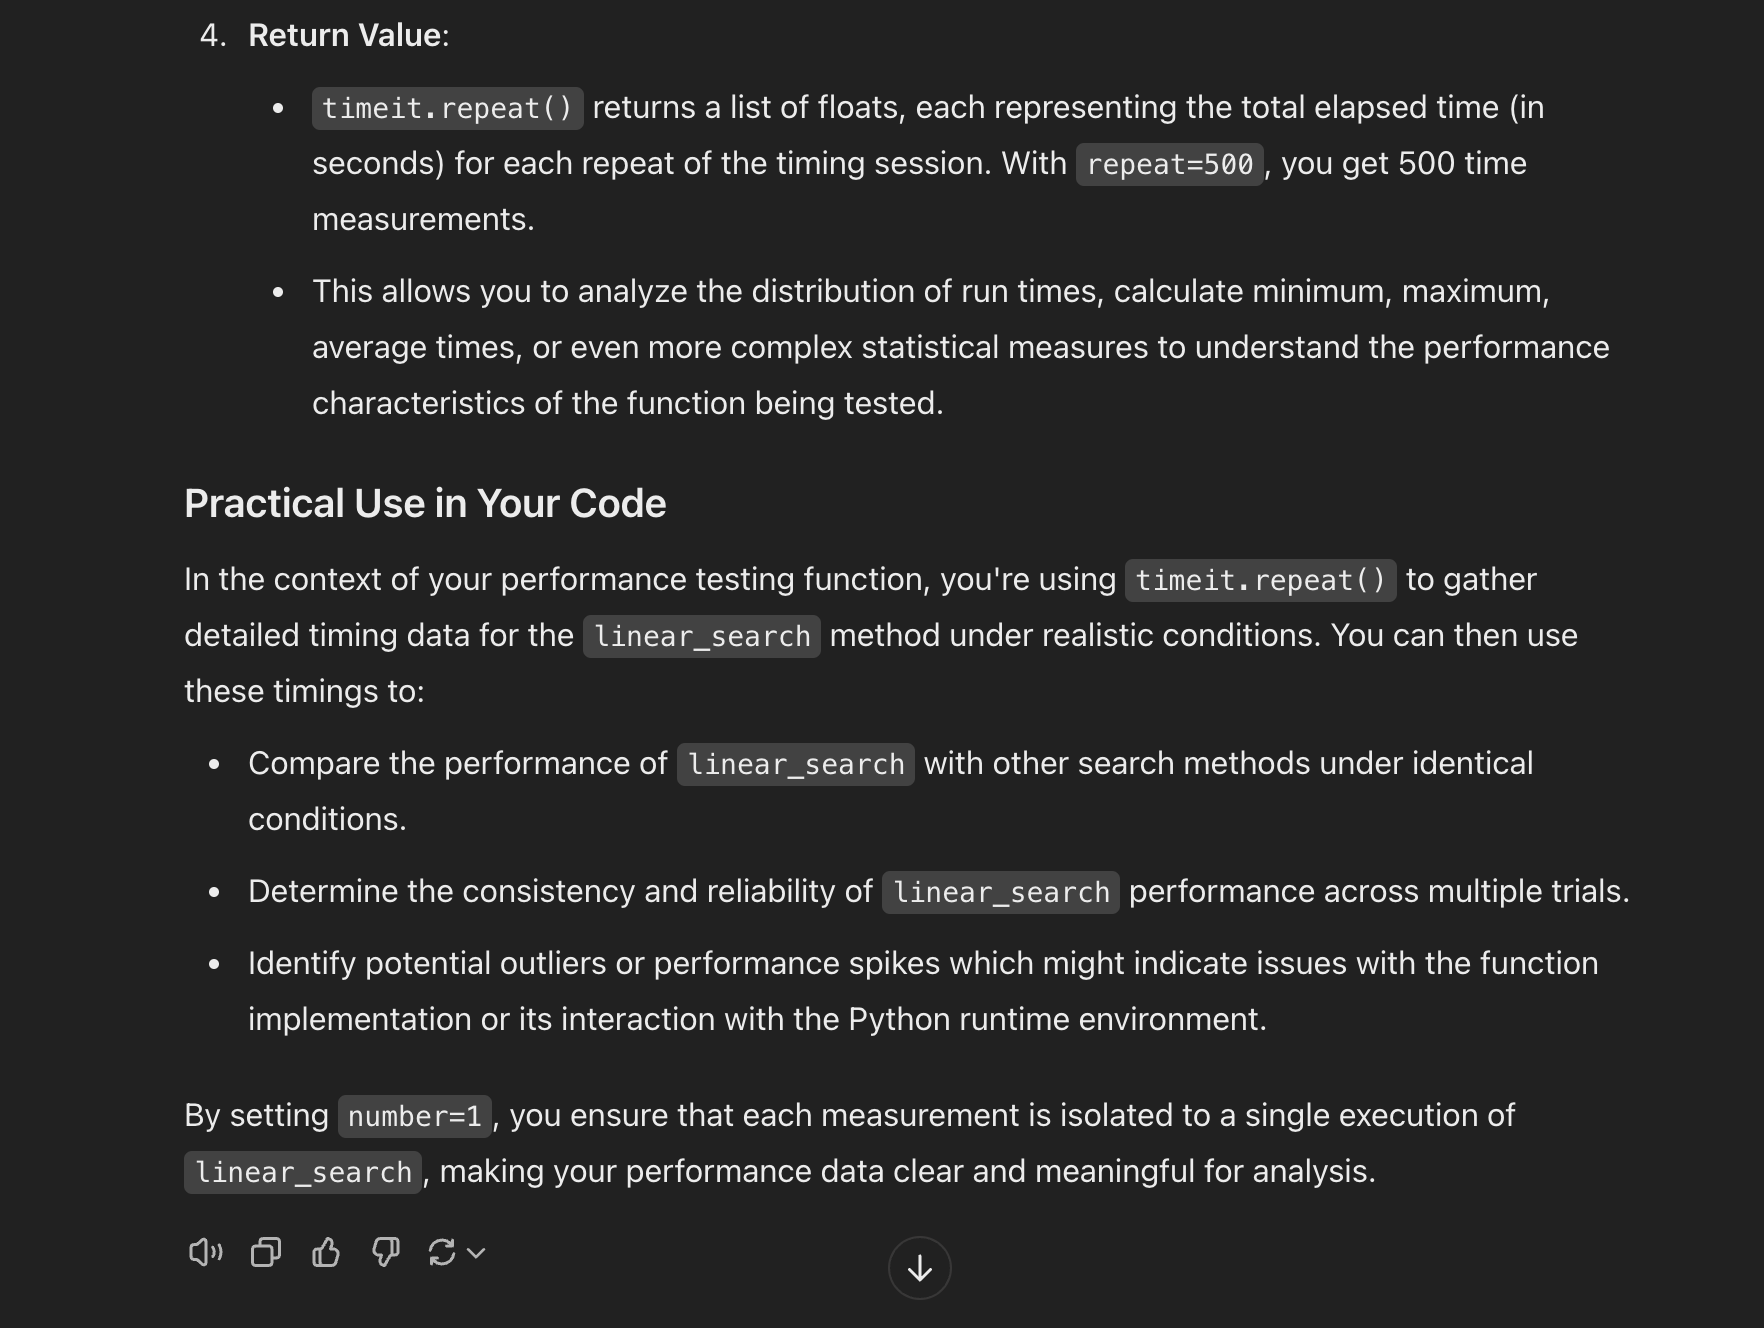 4. Return Value:
• timeit.repeat() returns a list of floats, each representing the total elapsed time (in
seconds) for each repeat of the timing session. With repeat=500, you get 500 time
measurements.
• This allows you to analyze the distribution of run times, calculate minimum, maximum,
average times, or even more complex statistical measures to understand the performance
characteristics of the function being tested.
Practical Use in Your Code
In the context of your performance testing function, you're using timeit.repeat() to gather
detailed timing data for the linear_search method under realistic conditions. You can then use
these timings to:
• Compare the performance of linear_search with other search methods under identical
conditions.
• Determine the consistency and reliability of linear_search performance across multiple trials.
• Identify potential outliers or performance spikes which might indicate issues with the function
implementation or its interaction with the Python runtime environment.
By setting number=1, you ensure that each measurement is isolated to a single execution of
linear_search, making your performance data clear and meaningful for analysis.